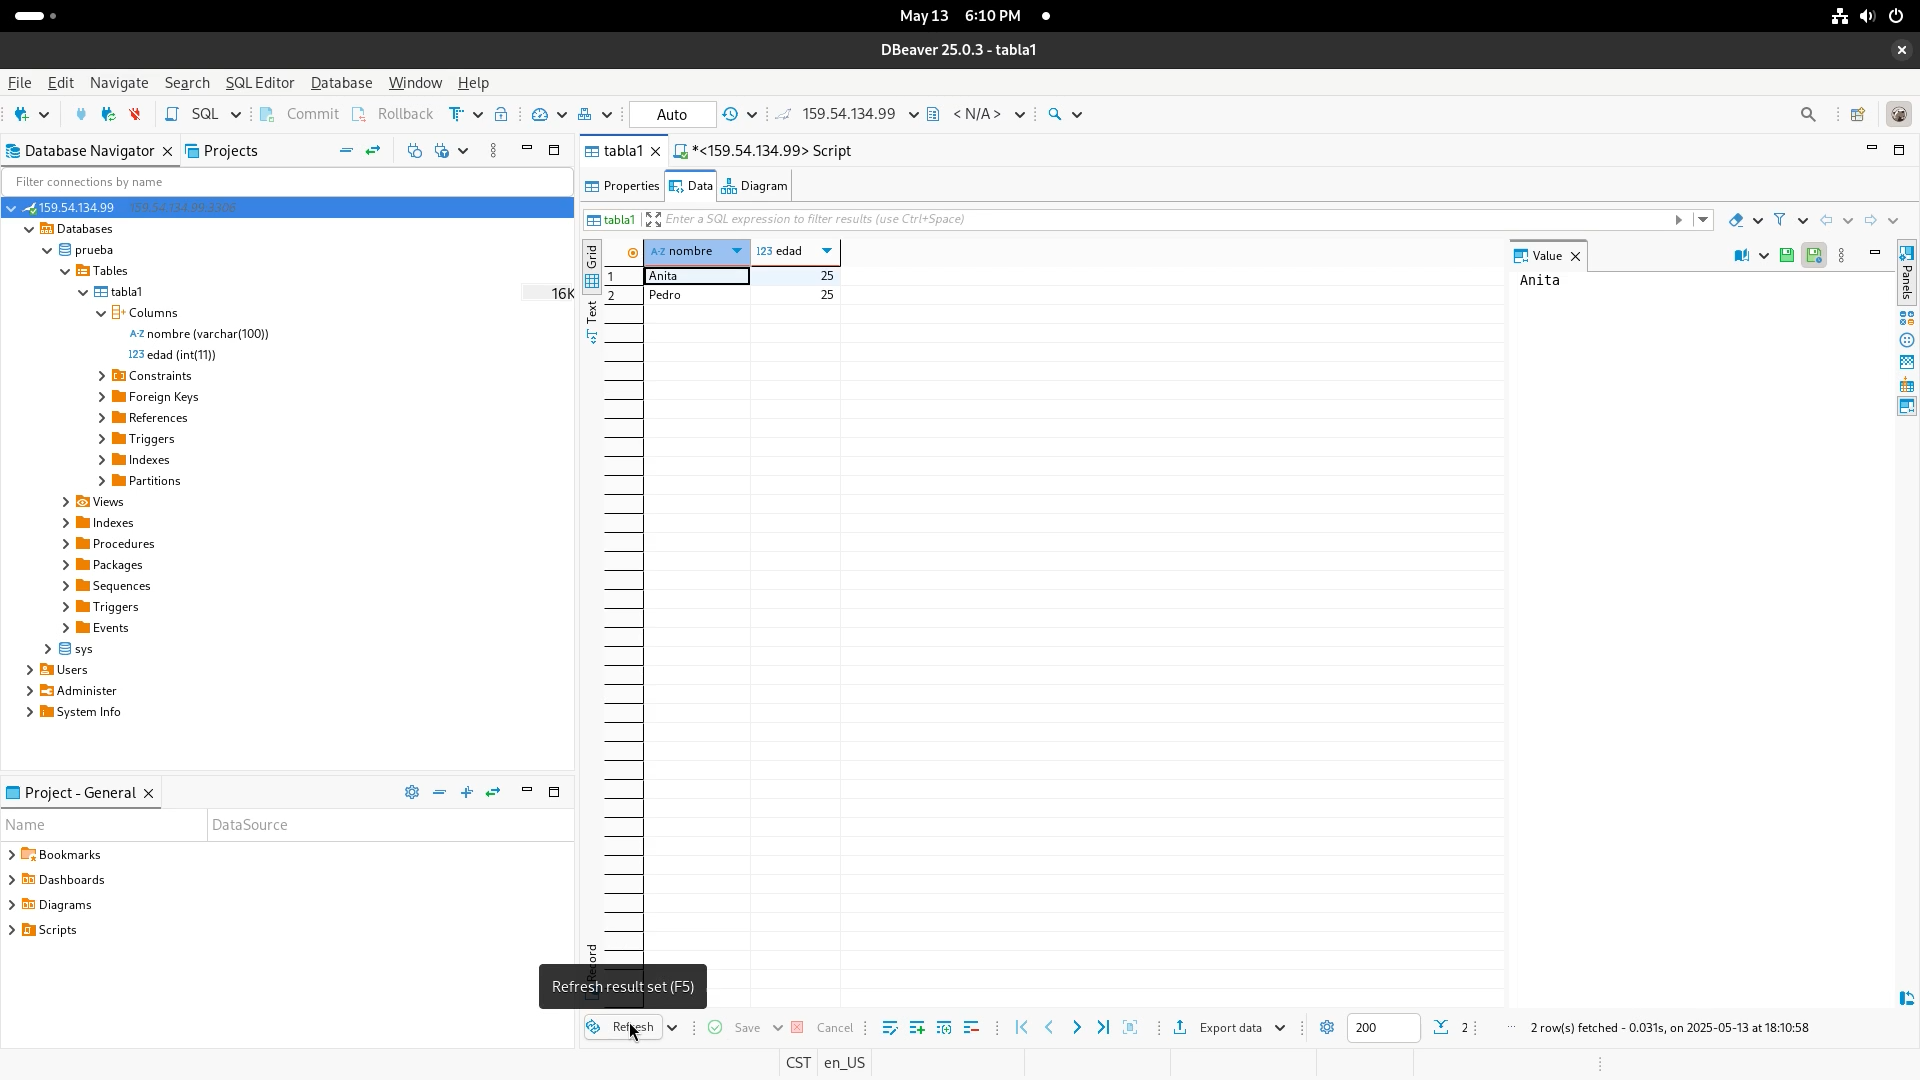 May 13 6:10 PM
DBeaver 25.0.3 - tabla1
File Edit Navigate Search SQL Editor Database Window Help
SQL Commit Rollback Auto 159.54.134.99 < N/A >
Database Navigator Projects
Filter connections by name
159.54.134.99 159.54.134.99:3306
Databases
prueba
Tables
tabla1 16K
Columns
A-Z nombre (varchar(100))
123 edad (int(11))
Constraints
Foreign Keys
References
Triggers
Indexes
Partitions
Views
Indexes
Procedures
Packages
Sequences
Triggers
Events
sys
Users
Administer
System Info
Project - General
Name DataSource
Bookmarks
Dashboards
Diagrams
Scripts
tabla1 *<159.54.134.99> Script
Properties Data Diagram
tabla1 Enter a SQL expression to filter results (use Ctrl+Space)
Grid
Text
Record
A-Z nombre 123 edad
1 Anita 25
2 Pedro 25
Value
Anita
Panels
Refresh result set (F5)
Refresh Save Cancel Export data 200 2 ... 2 row(s) fetched - 0.031s, on 2025-05-13 at 18:10:58
CST en_US